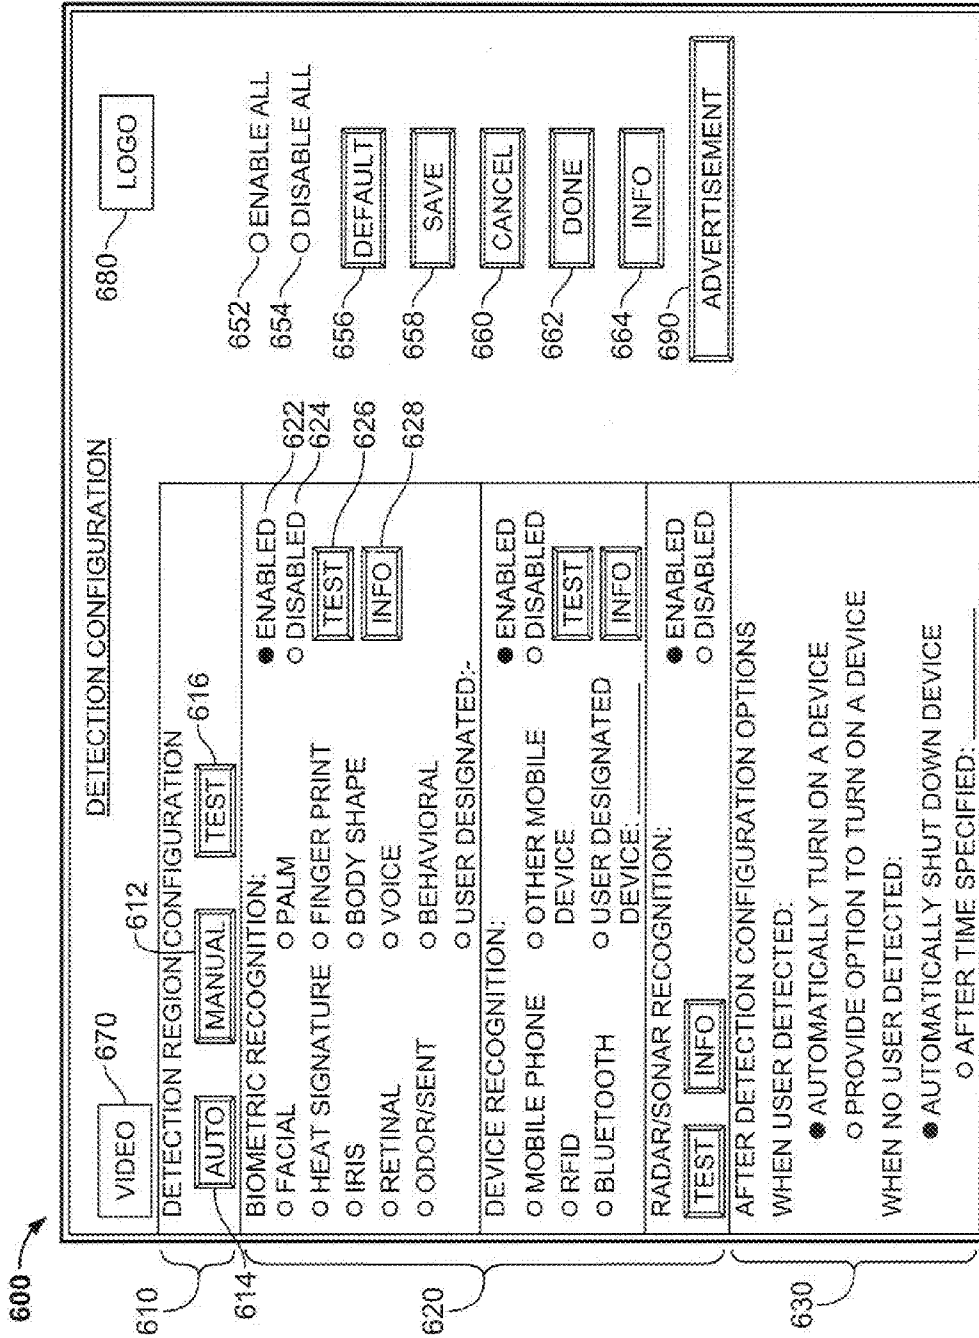 600
DETECTION CONFIGURATION
VIDEO
670
LOGO
680
610
DETECTION REGION CONFIGURATION
AUTO
MANUAL
TEST
614
612
616
620
BIOMETRIC RECOGNITION:
FACIAL
PALM
HEAT SIGNATURE
FINGER PRINT
IRIS
BODY SHAPE
RETINAL
VOICE
ODOR/SENT
BEHAVIORAL
USER DESIGNATED:-
ENABLED
622
DISABLED
624
TEST
626
INFO
628
DEVICE RECOGNITION:
MOBILE PHONE
OTHER MOBILE
DEVICE
RFID
USER DESIGNATED
DEVICE:
BLUETOOTH
ENABLED
DISABLED
TEST
INFO
RADAR/SONAR RECOGNITION:
TEST
INFO
ENABLED
DISABLED
630
AFTER DETECTION CONFIGURATION OPTIONS
WHEN USER DETECTED:
AUTOMATICALLY TURN ON A DEVICE
PROVIDE OPTION TO TURN ON A DEVICE
WHEN NO USER DETECTED:
AUTOMATICALLY SHUT DOWN DEVICE
AFTER TIME SPECIFIED:
652
ENABLE ALL
654
DISABLE ALL
656
DEFAULT
658
SAVE
660
CANCEL
662
DONE
664
INFO
690
ADVERTISEMENT